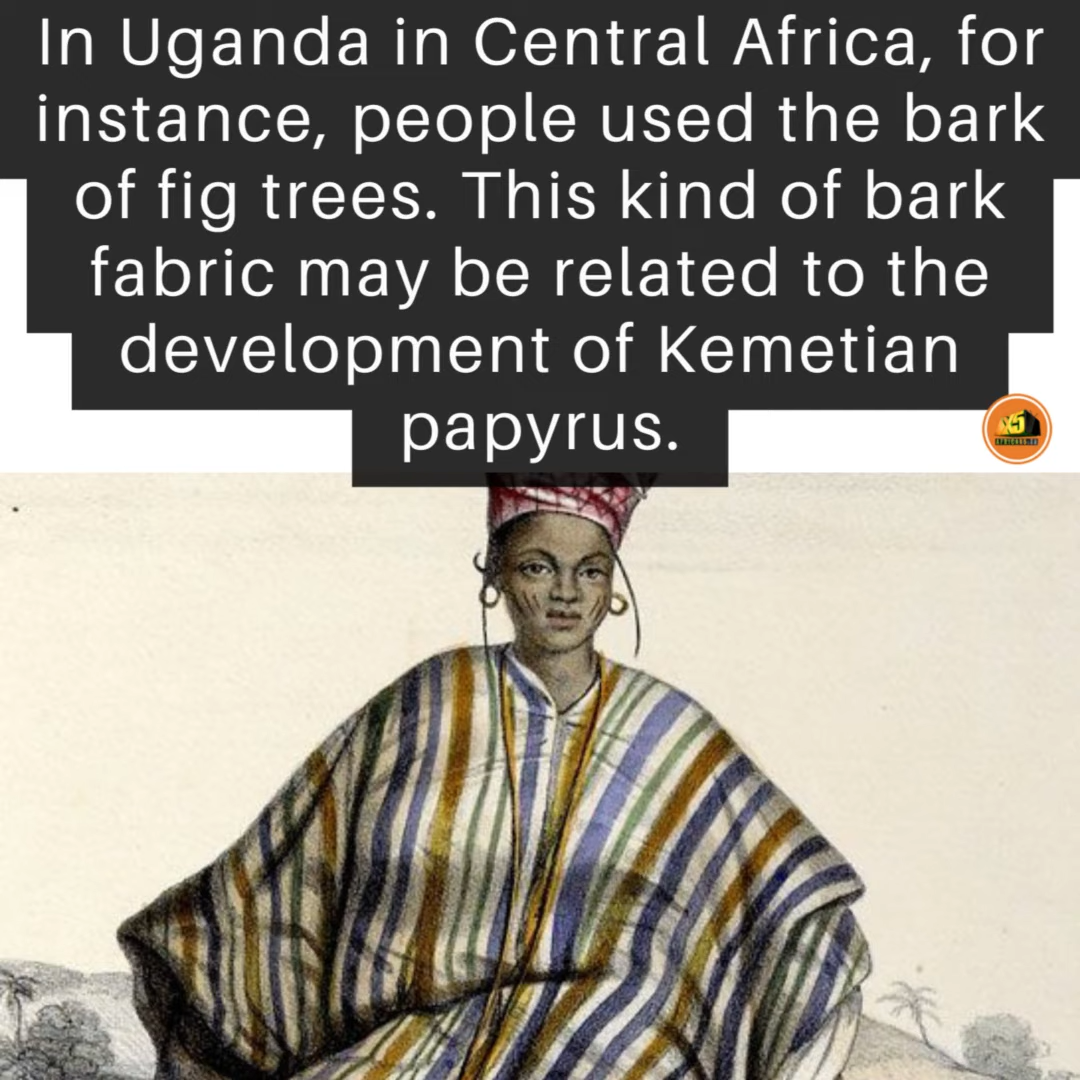 In Uganda in Central Africa, for
instance, people used the bark
of fig trees. This kind of bark
fabric may be related to the
development of Kemetian
papyrus.